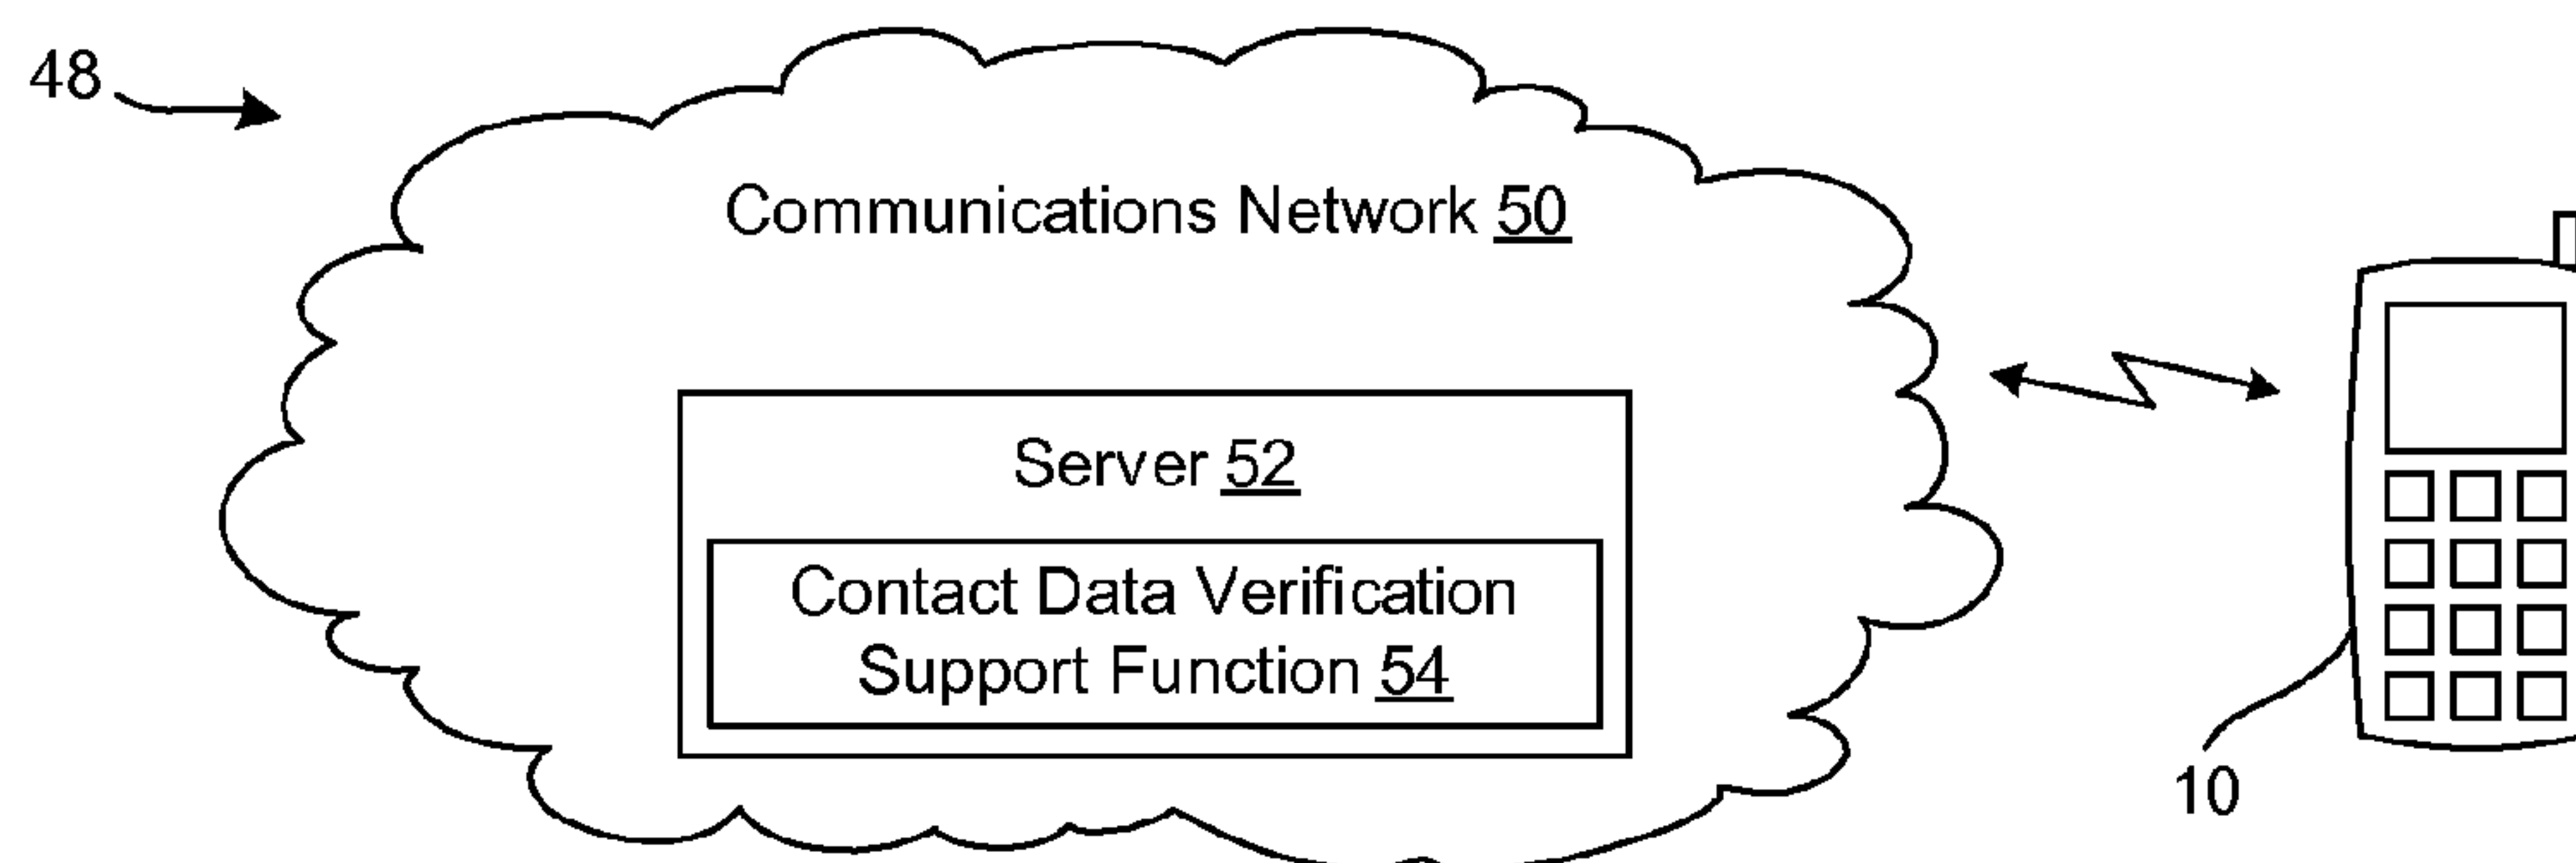 48
Communications Network 50
Server 52
Contact Data Verification
Support Function 54
10